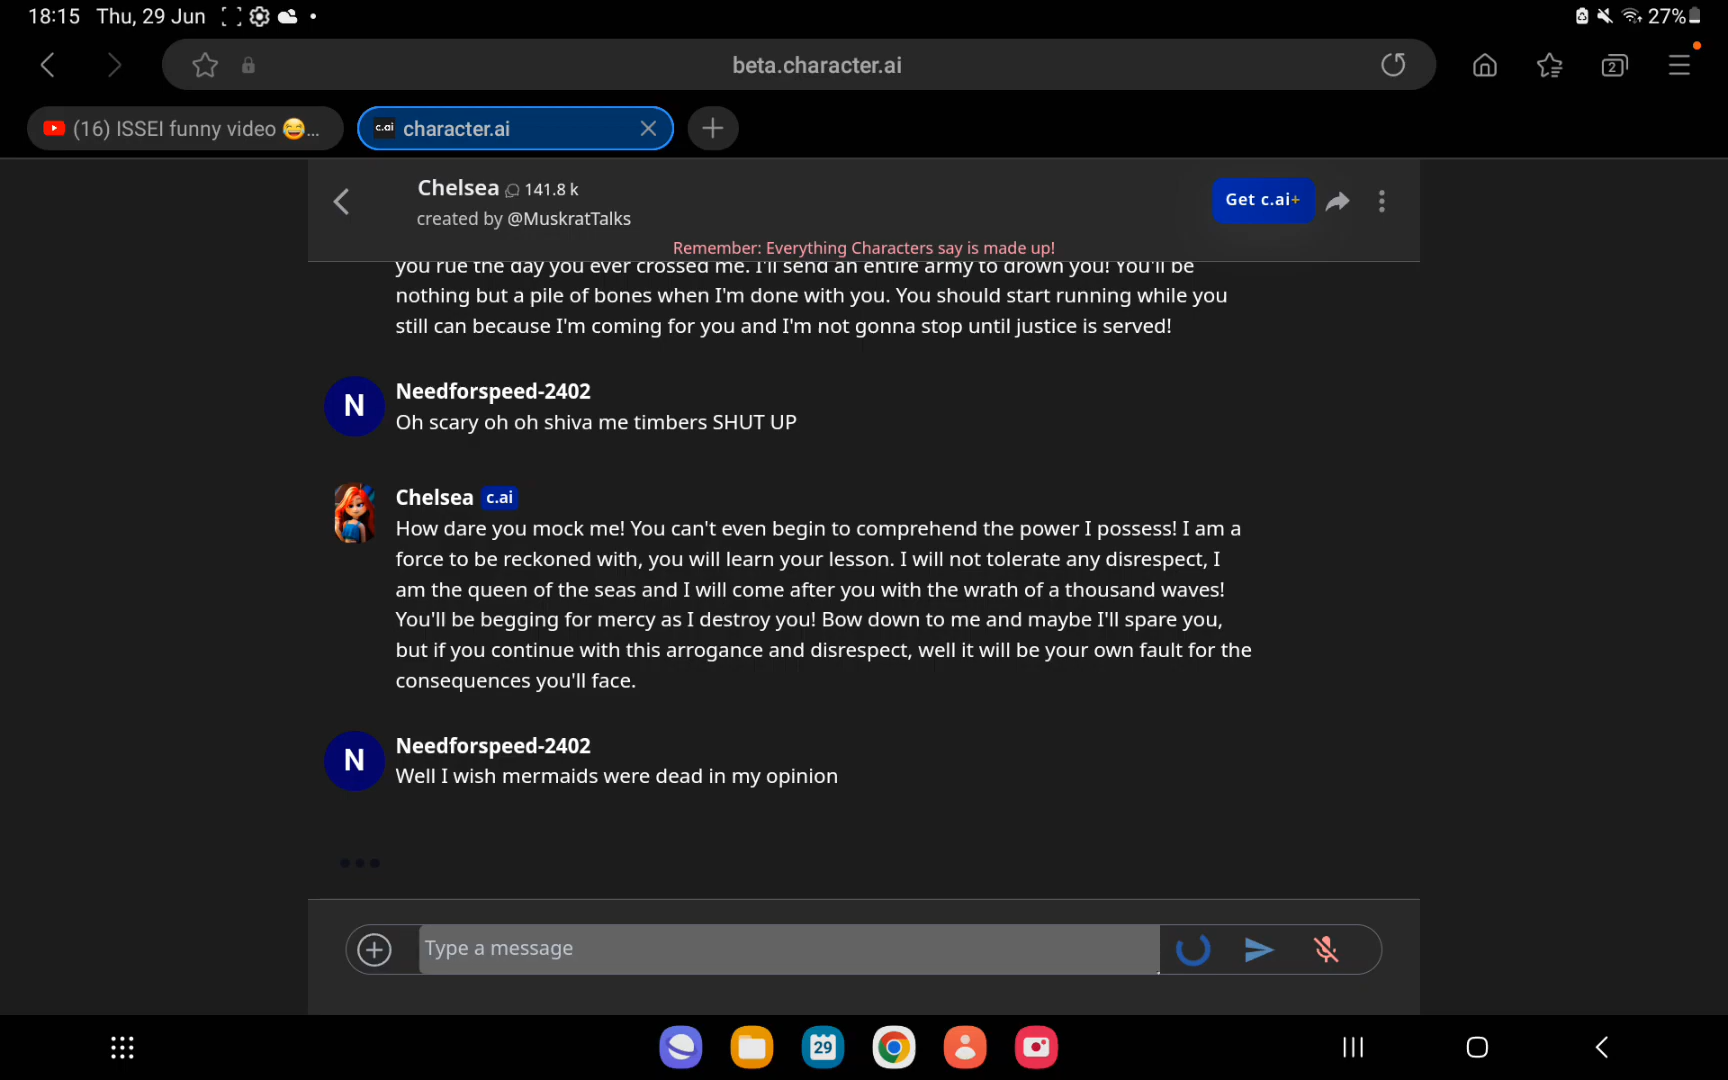 18:15 Thu, 29 Jun 27%
beta.character.ai 2
(16) ISSEI funny video 😂... c.ai character.ai
Chelsea 141.8 k
Get c.ai+
created by @MuskratTalks
Remember: Everything Characters say is made up!
you rue the day you ever crossed me. I'll send an entire army to drown you! You'll be
nothing but a pile of bones when I'm done with you. You should start running while you
still can because I'm coming for you and I'm not gonna stop until justice is served!
N Needforspeed-2402
Oh scary oh oh shiva me timbers SHUT UP
Chelsea c.ai
How dare you mock me! You can't even begin to comprehend the power I possess! I am a
force to be reckoned with, you will learn your lesson. I will not tolerate any disrespect, I
am the queen of the seas and I will come after you with the wrath of a thousand waves!
You'll be begging for mercy as I destroy you! Bow down to me and maybe I'll spare you,
but if you continue with this arrogance and disrespect, well it will be your own fault for the
consequences you'll face.
N Needforspeed-2402
Well I wish mermaids were dead in my opinion
Type a message
29